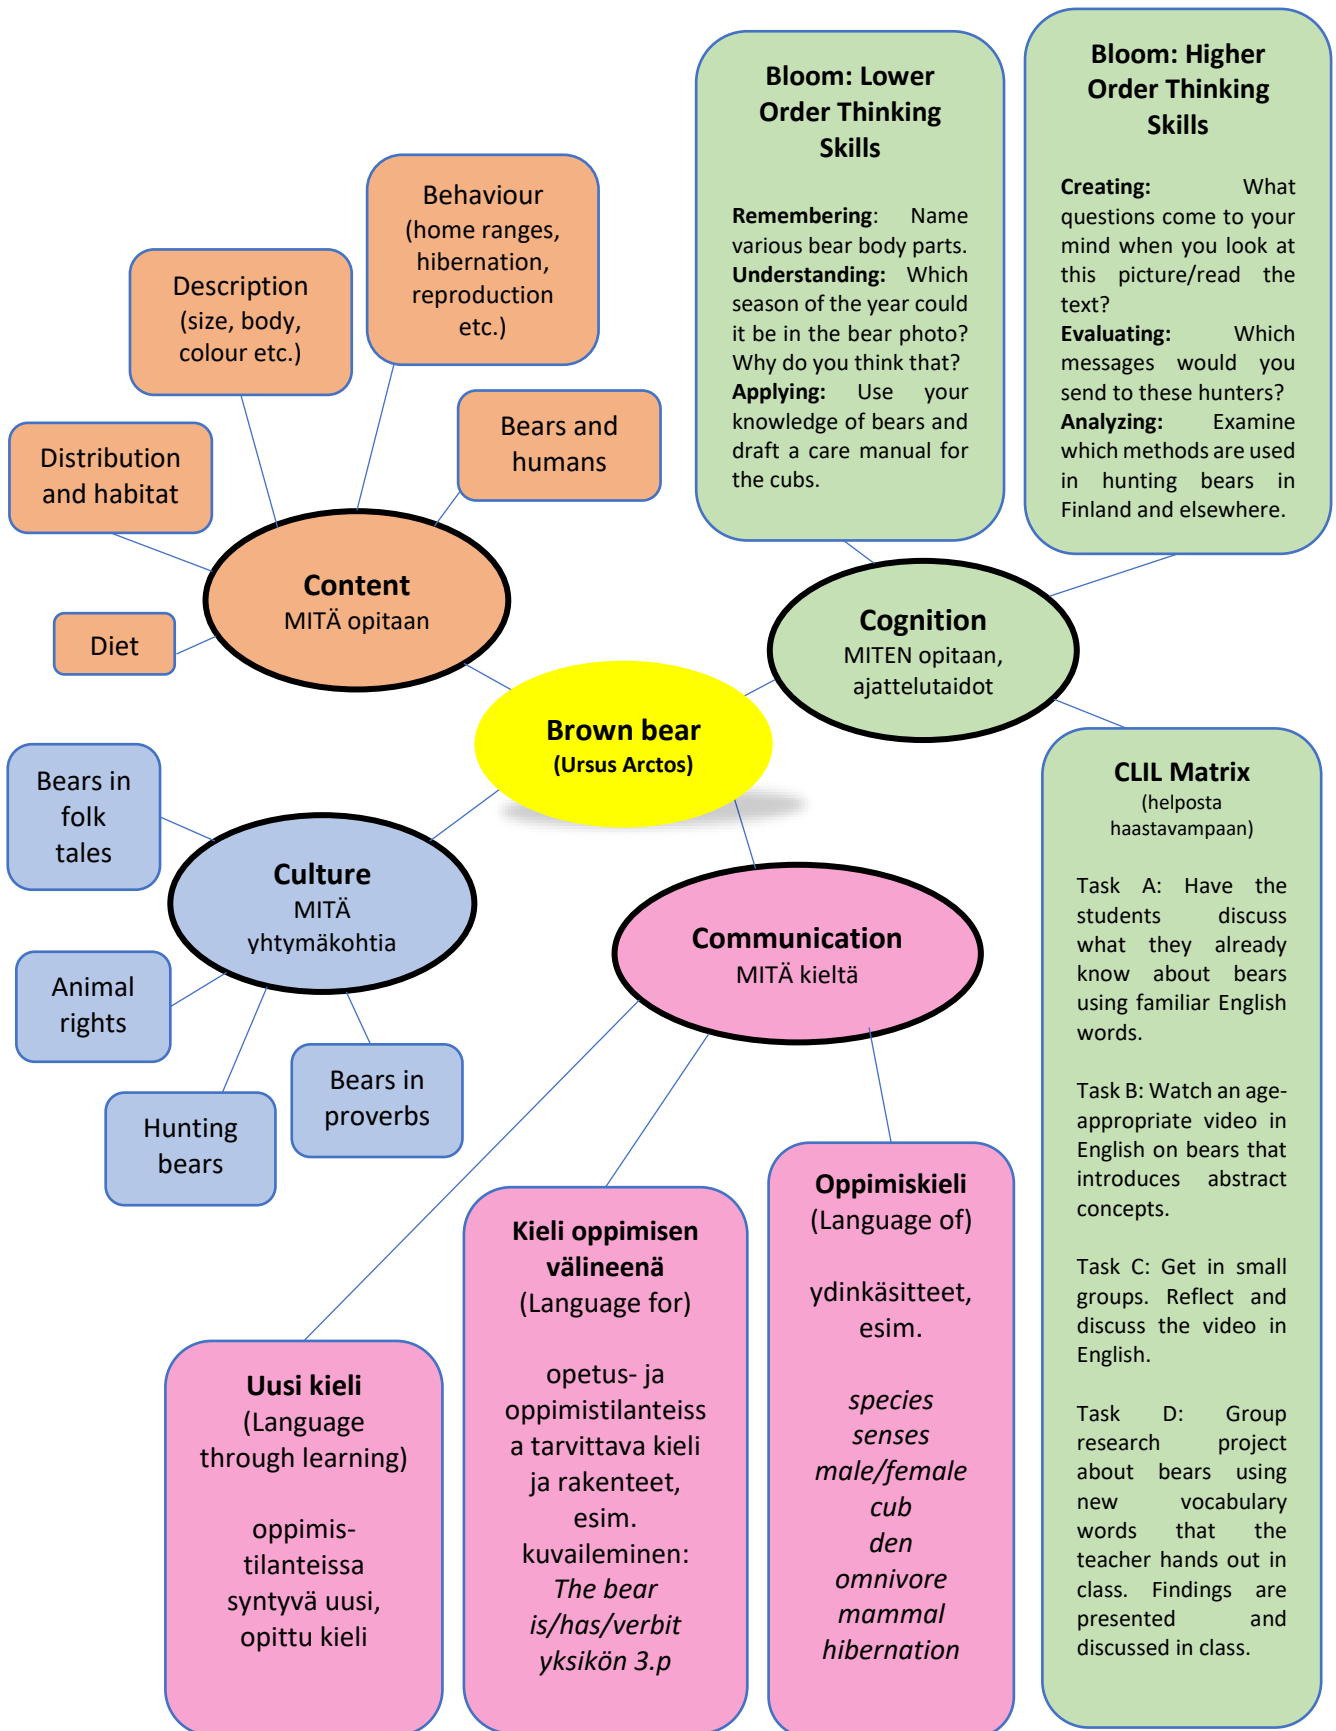 Bloom: Lower
Order Thinking
Skills
Remembering: Name
various bear body parts.
Understanding: Which
season of the year could
it be in the bear photo?
Why do you think that?
Applying: Use your
knowledge of bears and
draft a care manual for
the cubs.
Bloom: Higher
Order Thinking
Skills
Creating: What
questions come to your
mind when you look at
this picture/read the
text?
Evaluating: Which
messages would you
send to these hunters?
Analyzing: Examine
which methods are used
in hunting bears in
Finland and elsewhere.
Behaviour
(home ranges,
hibernation,
reproduction
etc.)
Description
(size, body,
colour etc.)
Bears and
humans
Distribution
and habitat
Diet
Content
MITÄ opitaan
Cognition
MITEN opitaan,
ajattelutaidot
Brown bear
(Ursus Arctos)
Bears in
folk
tales
Culture
MITÄ
yhtymäkohtia
Animal
rights
Hunting
bears
Bears in
proverbs
Communication
MITÄ kieltä
CLIL Matrix
(helposta
haastavampaan)
Task A: Have the
students discuss
what they already
know about bears
using familiar English
words.
Task B: Watch an age-
appropriate video in
English on bears that
introduces abstract
concepts.
Task C: Get in small
groups. Reflect and
discuss the video in
English.
Task D: Group
research project
about bears using
new vocabulary
words that the
teacher hands out in
class. Findings are
presented and
discussed in class.
Uusi kieli
(Language
through learning)
oppimis-
tilanteissa
syntyvä uusi,
opittu kieli
Kieli oppimisen
välineenä
(Language for)
opetus- ja
oppimistilanteiss
a tarvittava kieli
ja rakenteet,
esim.
kuvaileminen:
The bear
is/has/verbit
yksikön 3.p
Oppimiskieli
(Language of)
ydinkäsitteet,
esim.
species
senses
male/female
cub
den
omnivore
mammal
hibernation